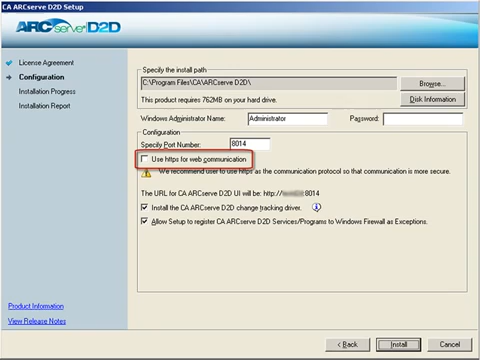 CA ARCserve D2D Setup
ARCserve D2D
License Agreement
Configuration
Installation Progress
Installation Report
Specify the install path
C:\Program Files\CA\ARCserve D2D\
Browse...
This product requires 762MB on your hard drive.
Disk Information
Windows Administrator Name: Administrator Password:
Configuration
Specify Port Number: 8014
Use https for web communication
We recommend user to use https as the communication protocol so that communication is more secure.
The URL for CA ARCserve D2D UI will be: http:// :8014
Install the CA ARCserve D2D change tracking driver.
Allow Setup to register CA ARCserve D2D Services/Programs to Windows Firewall as Exceptions.
Product Information
View Release Notes
< Back Install Cancel